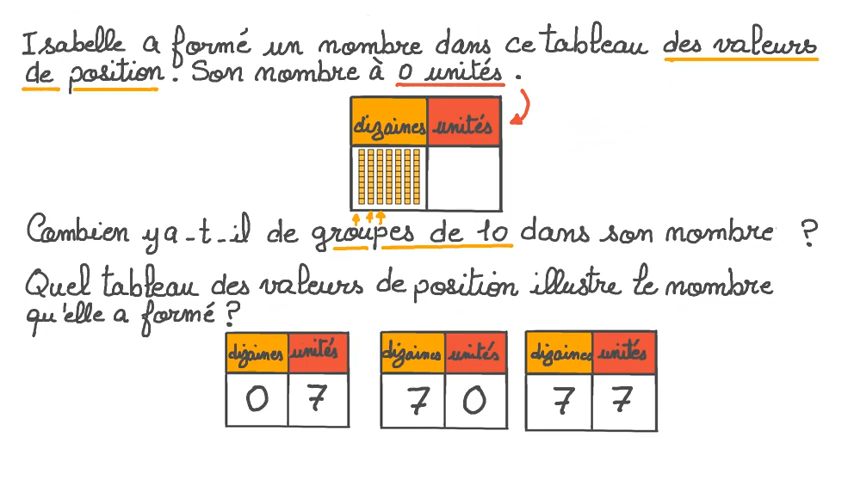 Isabelle a formé un nombre dans ce tableau des valeurs
de position. Son nombre à 0 unités.
dizaines unités
Combien y a-t-il de groupes de 10 dans son nombre ?
Quel tableau des valeurs de position illustre le nombre
qu'elle a formé ?
dizaines unités
0 7
dizaines unités
7 0
dizaines unités
7 7